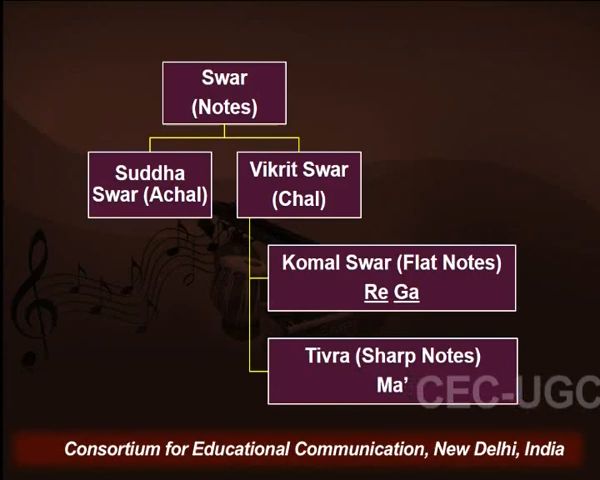 Swar
(Notes)
Suddha
Swar (Achal)
Vikrit Swar
(Chal)
Komal Swar (Flat Notes)
Re Ga
Tivra (Sharp Notes)
Ma’
CEC-UGC
Consortium for Educational Communication, New Delhi, India